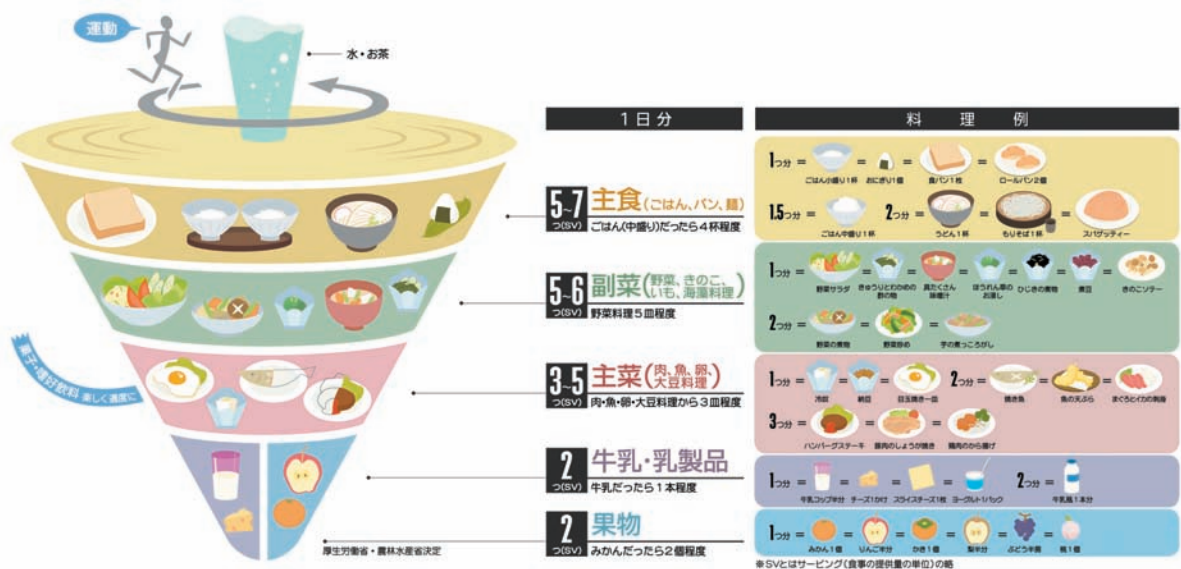 運動
水・お茶
1日分
料理例
5~7
つ(SV)
主食(ごはん、パン、麺)
ごはん(中盛り)だったら4杯程度
1つ分 = ごはん小盛り1杯 = おにぎり1個 = 食パン1枚 = ロールパン2個
1.5つ分 = ごはん中盛り1杯 2つ分 = うどん1杯 = もりそば1杯 = スパゲッティー
5~6
つ(SV)
副菜(野菜、きのこ、
いも、海藻料理)
野菜料理5皿程度
1つ分 = 野菜サラダ = きゅうりとわかめの酢の物 = 具たくさん味噌汁 = ほうれん草のお浸し = ひじきの煮物 = 煮豆 = きのこソテー
2つ分 = 野菜の煮物 = 野菜炒め = 芋の煮っころがし
菓子・嗜好飲料 楽しく適度に
3~5
つ(SV)
主菜(肉、魚、卵、
大豆料理)
肉・魚・卵・大豆料理から3皿程度
1つ分 = 冷奴 = 納豆 = 目玉焼き一皿 2つ分 = 焼き魚 = 魚の天ぷら = まぐろとイカの刺身
3つ分 = ハンバーグステーキ = 豚肉のしょうが焼き = 鶏肉のから揚げ
2
つ(SV)
牛乳・乳製品
牛乳だったら1本程度
1つ分 = 牛乳コップ半分 = チーズ1かけ = スライスチーズ1枚 = ヨーグルト1パック 2つ分 = 牛乳瓶1本分
2
つ(SV)
果物
みかんだったら2個程度
1つ分 = みかん1個 = りんご半分 = かき1個 = 梨半分 = ぶどう半房 = 桃1個
厚生労働省・農林水産省決定
※SVとはサービング(食事の提供量の単位)の略